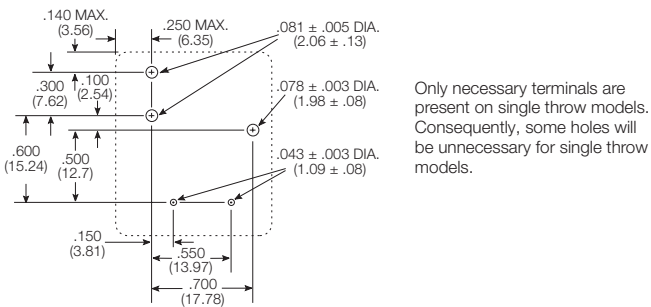 .140 MAX.
(3.56)
.250 MAX.
(6.35)
.081 ± .005 DIA.
(2.06 ± .13)
.300
(7.62)
.100
(2.54)
.078 ± .003 DIA.
(1.98 ± .08)
Only necessary terminals are
present on single throw models.
Consequently, some holes will
be unnecessary for single throw
models.
.600
(15.24)
.500
(12.7)
.043 ± .003 DIA.
(1.09 ± .08)
.150
(3.81)
.550
(13.97)
.700
(17.78)